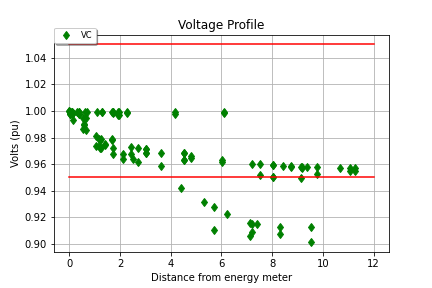 Voltage Profile
VC
1.04
1.02
1.00
0.98
0.96
0.94
0.92
0.90
Volts (pu)
0 2 4 6 8 10 12
Distance from energy meter